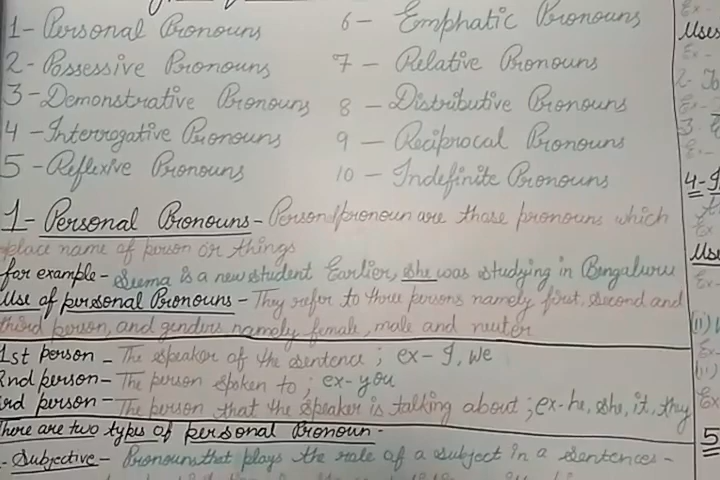 1- Personal Pronouns
2- Possessive Pronouns
3- Demonstrative Pronouns
4 - Interrogative Pronouns
5 - Reflexive Pronouns
6 - Emphatic Pronouns
7 - Relative Pronouns
8 - Distributive Pronouns
9 - Reciprocal Pronouns
10 - Indefinite Pronouns
1- Personal Pronouns - Personal pronoun are those pronouns which
place name of person or things
for example - Seema is a new student Earlier, she was studying in Bengaluru
Use of personal Pronouns - They refer to three persons namely first, second and
third person, and genders namely female, male and neuter
1st person - The speaker of the sentence ; ex- I, we
2nd person - The person spoken to ; ex- you
3rd person - The person that the speaker is talking about ; ex- he, she, it, they
There are two types of personal Pronoun -
- Subjective - Pronouns that plays the role of a subject in a sentences -
Uses
4-
Use
(ii)
5